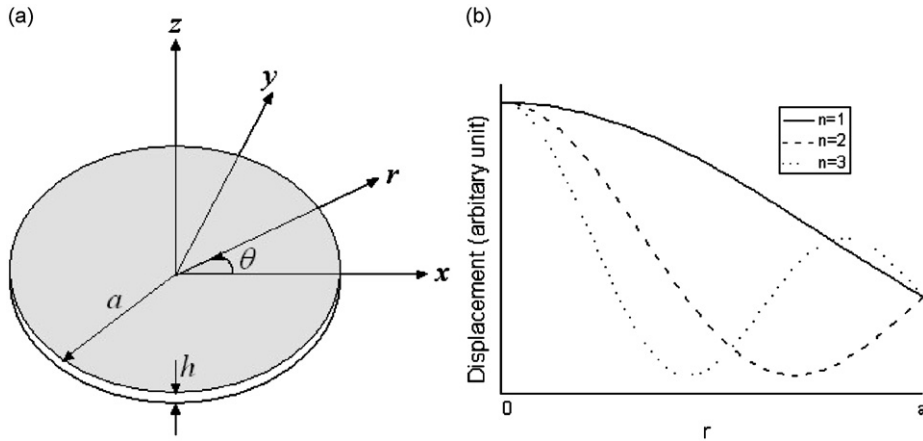 (a)
z
y
r
θ
x
a
h
(b)
Displacement (arbitary unit)
n=1
n=2
n=3
0
a
r